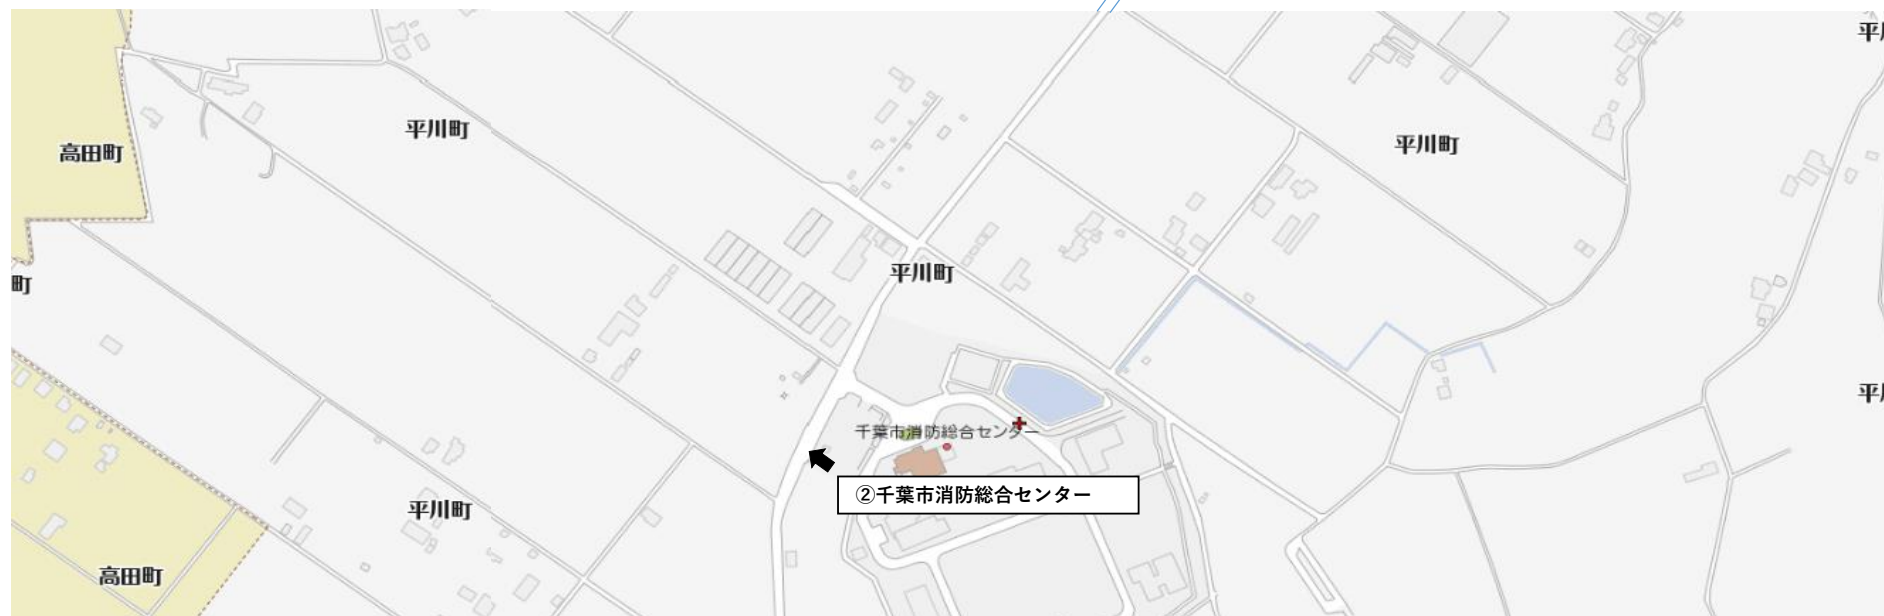 平川町
高田町
平川町
平川町
町
千葉市消防総合センター
②千葉市消防総合センター
平川町
高田町